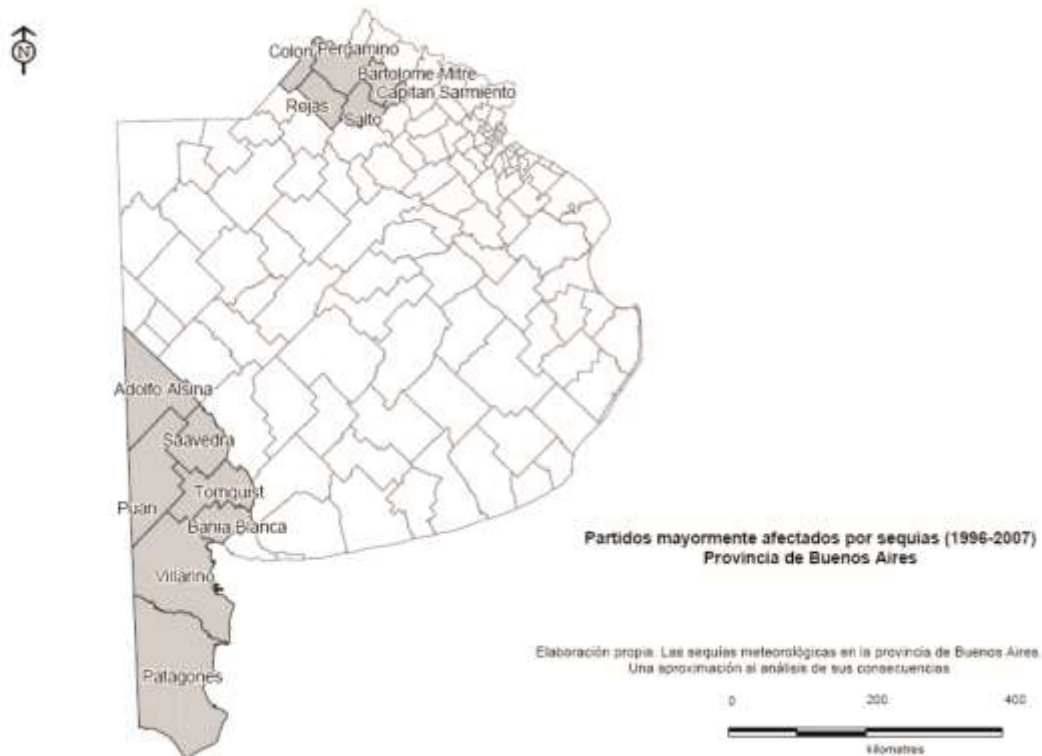 N
Colon
Pergamino
Bartolome Mitre
Capitan Sarmiento
Rojas
Salto
Adolfo Alsina
Saavedra
Tornquist
Puan
Bahia Blanca
Villarino
Patagones
Partidos mayormente afectados por sequias (1996-2007)
Provincia de Buenos Aires
Elaboración propia. Las sequías meteorológicas en la provincia de Buenos Aires.
Una aproximación al análisis de sus consecuencias
0 200 400
kilometres